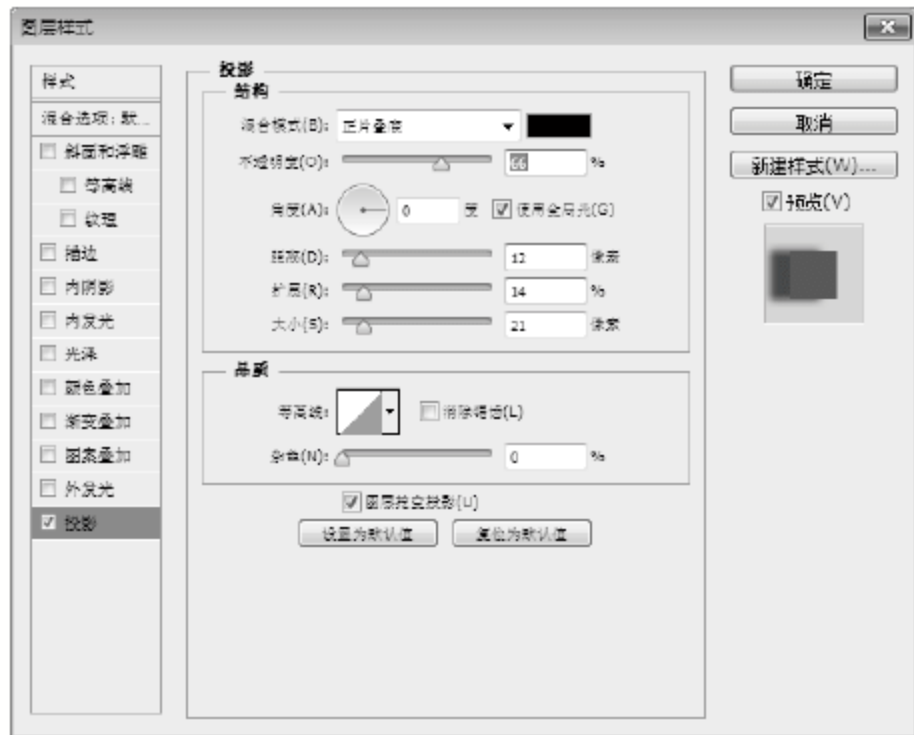 图层样式
样式
混合选项:默...
斜面和浮雕
等高线
纹理
描边
内阴影
内发光
光泽
颜色叠加
渐变叠加
图案叠加
外发光
投影
投影
结构
混合模式(B): 正片叠底
不透明度(O): 66 %
角度(A): 0 度 使用全局光(G)
距离(D): 12 像素
扩展(R): 14 %
大小(S): 21 像素
品质
等高线: 消除锯齿(L)
杂色(N): 0 %
图层挖空投影(U)
设置为默认值 复位为默认值
确定
取消
新建样式(W)...
预览(V)